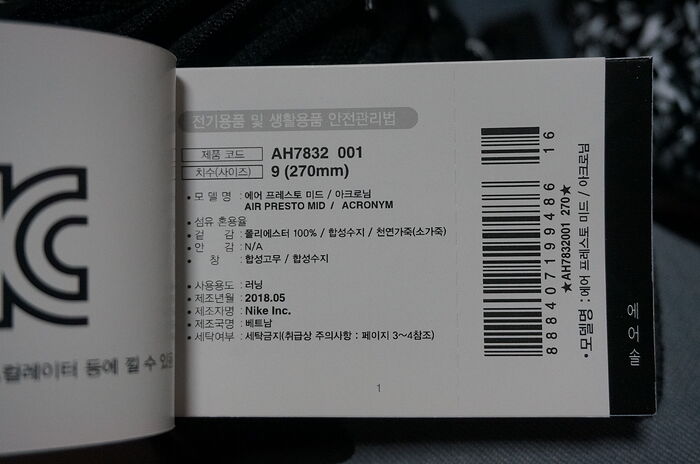 전기용품 및 생활용품 안전관리법
제품 코드 AH7832 001
치수(사이즈) 9 (270mm)
• 모 델 명 : 에어 프레스토 미드 / 아크로님
AIR PRESTO MID / ACRONYM
• 섬유 혼용율
• 겉 감 : 폴리에스터 100% / 합성수지 / 천연가죽(소가죽)
• 안 감 : N/A
• 창 : 합성고무 / 합성수지
• 사용용도 : 러닝
• 제조년월 : 2018.05
• 제조자명 : Nike Inc.
• 제조국명 : 베트남
• 세탁여부 : 세탁금지(취급상 주의사항 : 페이지 3~4참조)
1
888407199486 16
★AH7832001 270★
• 모델명 : 에어 프레스토 미드 / 아크로님
에어솔
컬레이터 등에 낄 수 있